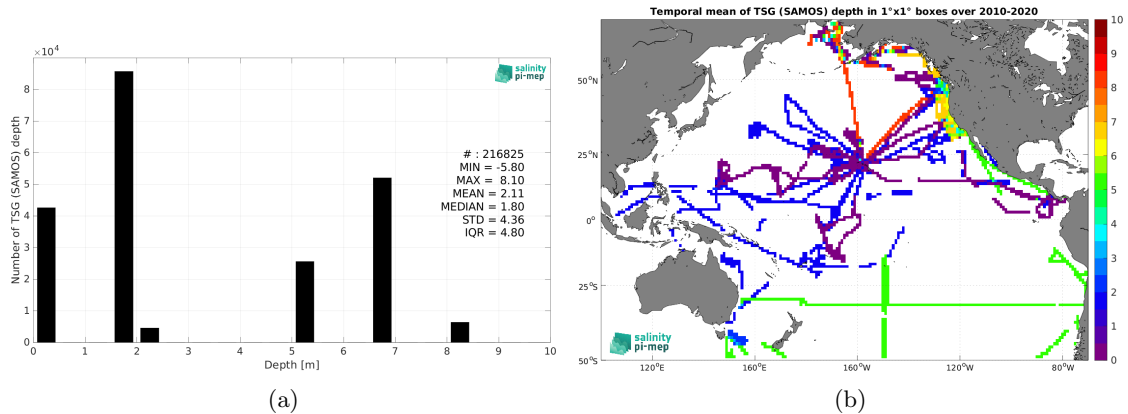 ×10⁴
8
7
6
5
4
3
2
1
0
Number of TSG (SAMOS) depth
0 1 2 3 4 5 6 7 8 9 10
Depth [m]
salinity
pi-mep
# : 216825
MIN = -5.80
MAX = 8.10
MEAN = 2.11
MEDIAN = 1.80
STD = 4.36
IQR = 4.80
(a)
Temporal mean of TSG (SAMOS) depth in 1°x1° boxes over 2010-2020
50°N
25°N
0°
25°S
50°S
120°E 160°E 160°W 120°W 80°W
salinity
pi-mep
10
9
8
7
6
5
4
3
2
1
0
(b)